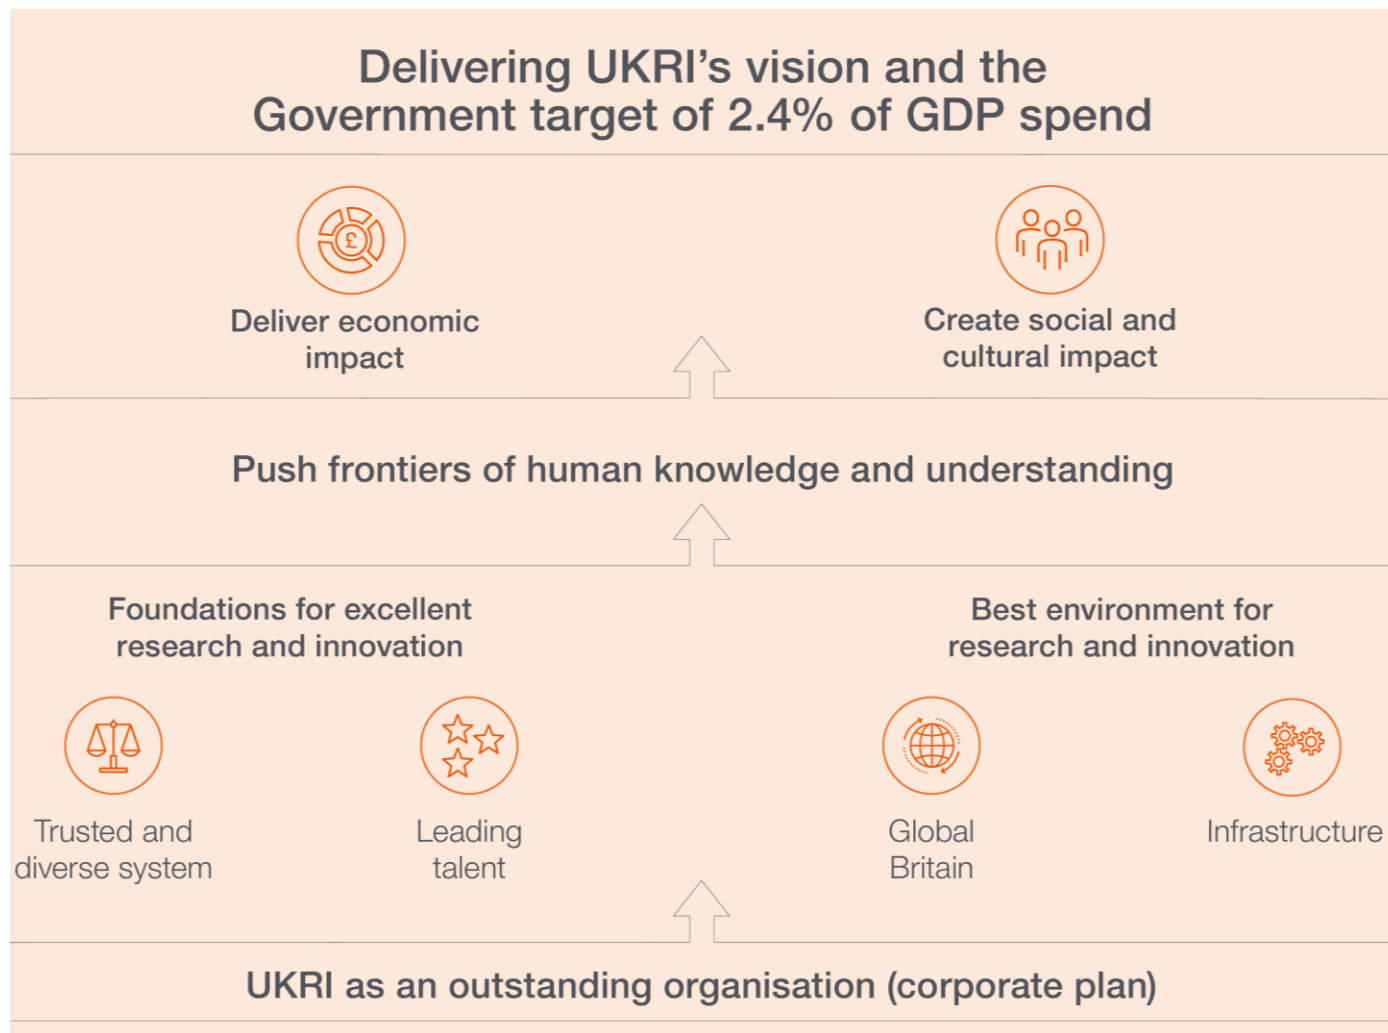 Delivering UKRI’s vision and the
Government target of 2.4% of GDP spend
£
Deliver economic
impact
Create social and
cultural impact
Push frontiers of human knowledge and understanding
Foundations for excellent
research and innovation
Best environment for
research and innovation
Trusted and
diverse system
Leading
talent
Global
Britain
Infrastructure
UKRI as an outstanding organisation (corporate plan)